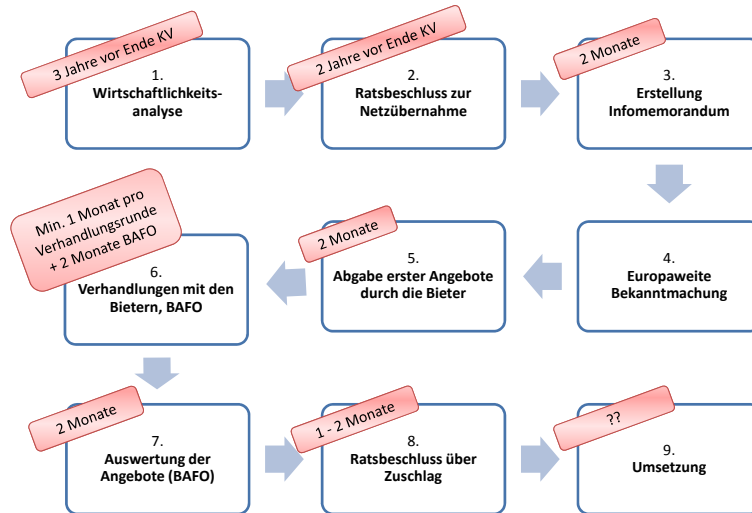 3 Jahre vor Ende KV
1.
Wirtschaftlichkeits-
analyse
2 Jahre vor Ende KV
2.
Ratsbeschluss zur
Netzübernahme
2 Monate
3.
Erstellung
Infomemorandum
4.
Europaweite
Bekanntmachung
2 Monate
5.
Abgabe erster Angebote
durch die Bieter
Min. 1 Monat pro
Verhandlungsrunde
+ 2 Monate BAFO
6.
Verhandlungen mit den
Bietern, BAFO
2 Monate
7.
Auswertung der
Angebote (BAFO)
1 - 2 Monate
8.
Ratsbeschluss über
Zuschlag
??
9.
Umsetzung